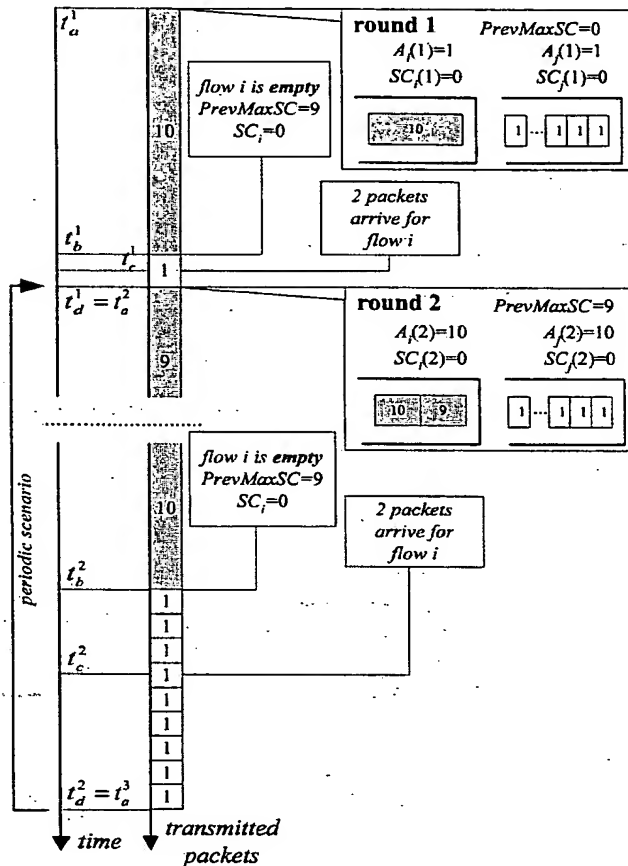 t_a^1
10
flow i is empty
PrevMaxSC=9
SC_i=0
round 1 PrevMaxSC=0
A_i(1)=1 A_j(1)=1
SC_i(1)=0 SC_j(1)=0
10 1 ... 1 1 1
2 packets
arrive for
flow i
t_b^1
t_c^1
1
t_d^1 = t_a^2
9
round 2 PrevMaxSC=9
A_i(2)=10 A_j(2)=10
SC_i(2)=0 SC_j(2)=0
10 9 1 ... 1 1 1
periodic scenario
10
flow i is empty
PrevMaxSC=9
SC_i=0
2 packets
arrive for
flow i
t_b^2
1
1
1
t_c^2
1
1
1
1
1
t_d^2 = t_a^3
1
time
transmitted
packets